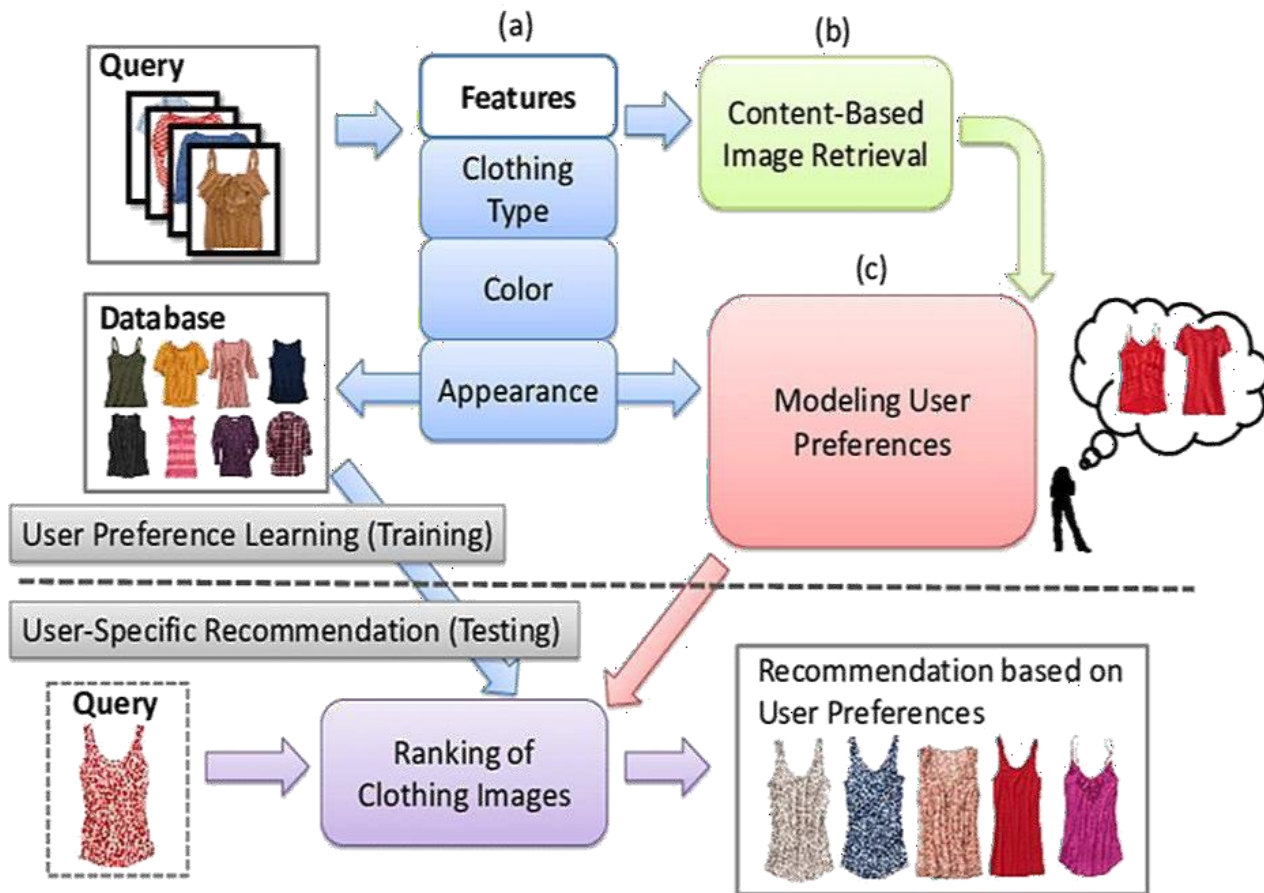 (a)
(b)
Query
Features
Content-Based
Image Retrieval
Clothing
Type
Color
(c)
Database
Appearance
Modeling User
Preferences
User Preference Learning (Training)
User-Specific Recommendation (Testing)
Query
Ranking of
Clothing Images
Recommendation based on
User Preferences